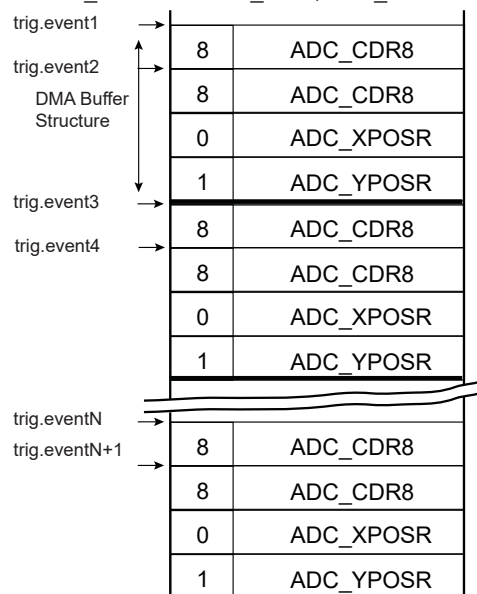 trig.event1
8 ADC_CDR8
trig.event2
8 ADC_CDR8
DMA Buffer
Structure
0 ADC_XPOSR
1 ADC_YPOSR
trig.event3
8 ADC_CDR8
trig.event4
8 ADC_CDR8
0 ADC_XPOSR
1 ADC_YPOSR
trig.eventN
8 ADC_CDR8
trig.eventN+1
8 ADC_CDR8
0 ADC_XPOSR
1 ADC_YPOSR